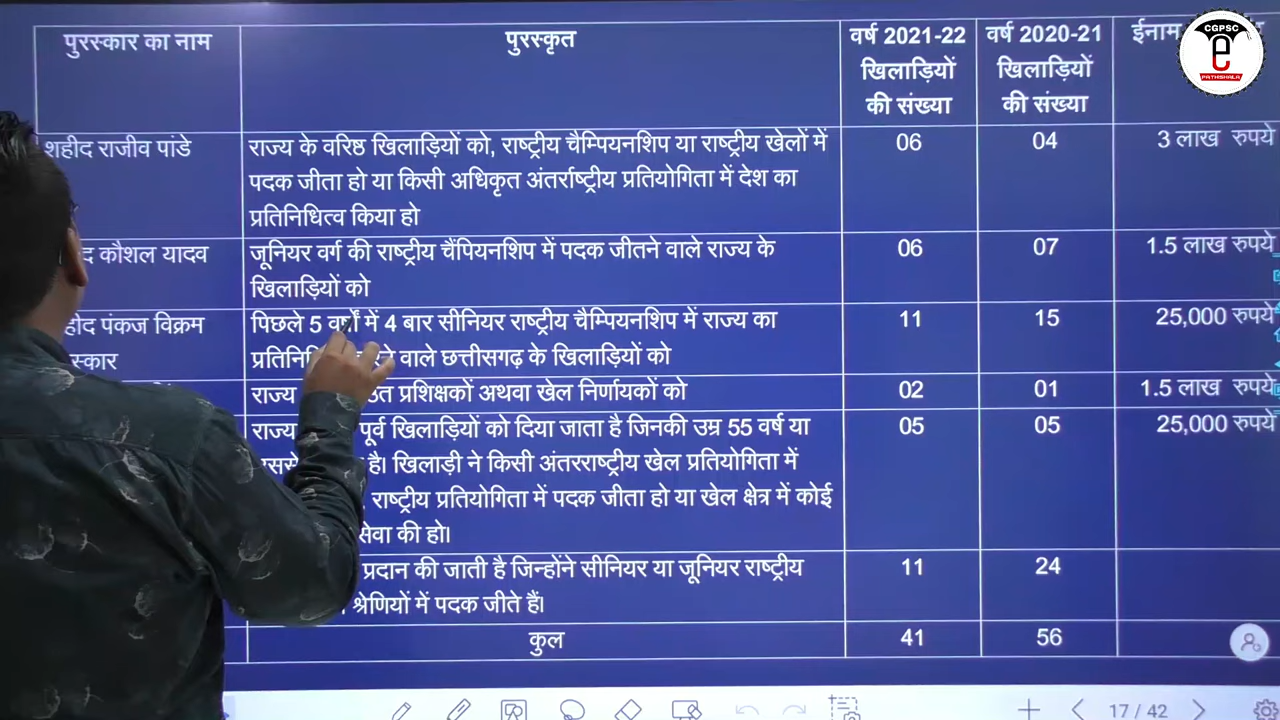 पुरस्कार का नाम
पुरस्कृत
वर्ष 2021-22
खिलाड़ियों
की संख्या
वर्ष 2020-21
खिलाड़ियों
की संख्या
ईनाम
CGPSC
e
PATHSHALA
शहीद राजीव पांडे
राज्य के वरिष्ठ खिलाड़ियों को, राष्ट्रीय चैम्पियनशिप या राष्ट्रीय खेलों में
पदक जीता हो या किसी अधिकृत अंतर्राष्ट्रीय प्रतियोगिता में देश का
प्रतिनिधित्व किया हो
06
04
3 लाख रुपये
कौशल यादव
जूनियर वर्ग की राष्ट्रीय चैंपियनशिप में पदक जीतने वाले राज्य के
खिलाड़ियों को
06
07
1.5 लाख रुपये
पंकज विक्रम
पिछले 5 वर्षों में 4 बार सीनियर राष्ट्रीय चैम्पियनशिप में राज्य का
वाले छत्तीसगढ़ के खिलाड़ियों को
11
15
25,000 रुपये
राज्य
प्रशिक्षकों अथवा खेल निर्णायकों को
02
01
1.5 लाख रुपये
राज्य
पूर्व खिलाड़ियों को दिया जाता है जिनकी उम्र 55 वर्ष या
है। खिलाड़ी ने किसी अंतरराष्ट्रीय खेल प्रतियोगिता में
राष्ट्रीय प्रतियोगिता में पदक जीता हो या खेल क्षेत्र में कोई
सेवा की हो।
05
05
25,000 रुपये
प्रदान की जाती है जिन्होंने सीनियर या जूनियर राष्ट्रीय
श्रेणियों में पदक जीते हैं।
11
24
कुल
41
56
17 / 42